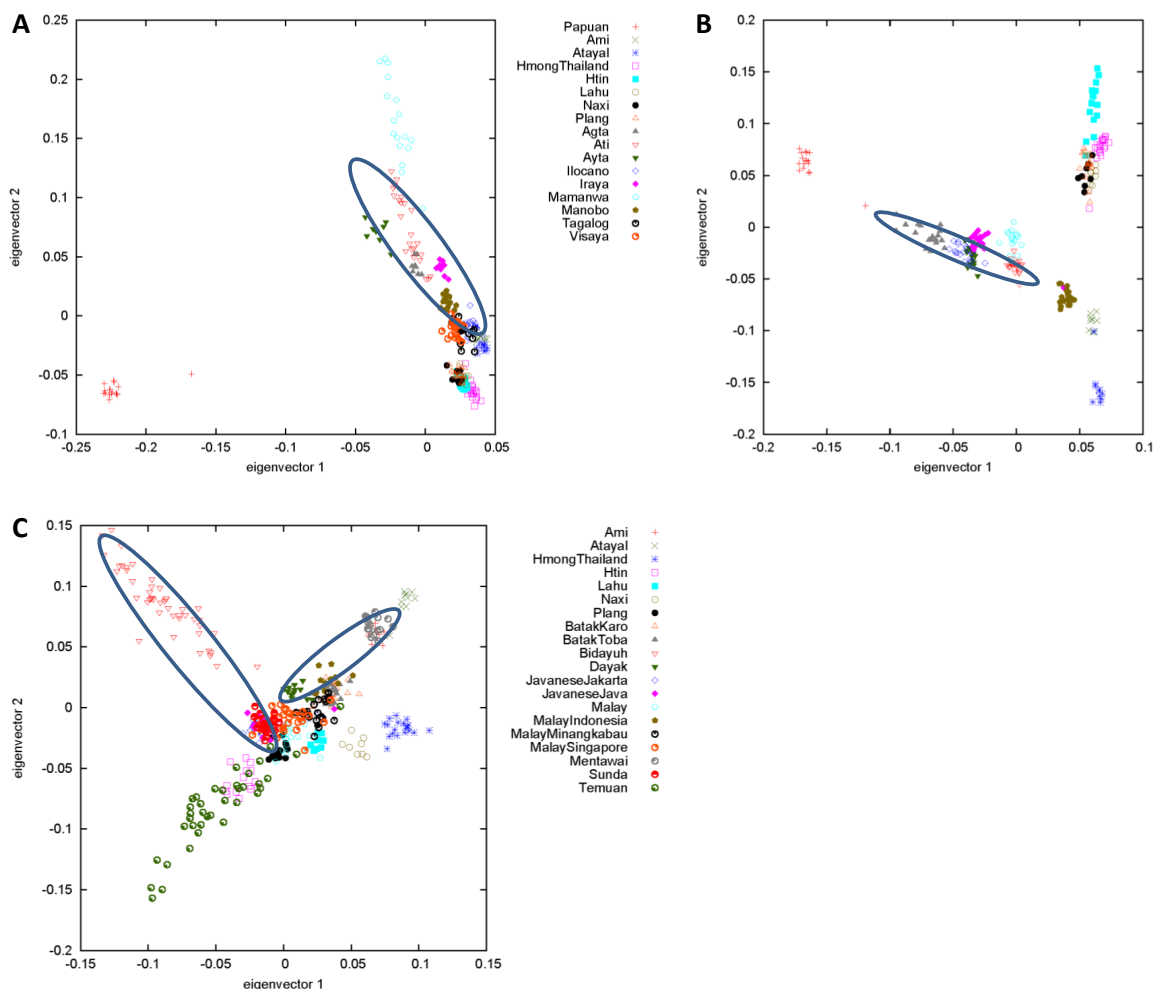 A
0.25
0.2
0.15
0.1
0.05
0
-0.05
-0.1
eigenvector 2
-0.25
-0.2
-0.15
-0.1
-0.05
0
0.05
eigenvector 1
Papuan
Ami
Atayal
HmongThailand
Htin
Lahu
Naxi
Plang
Agta
Ati
Ayta
Ilocano
Iraya
Mamanwa
Manobo
Tagalog
Visaya
B
0.2
0.15
0.1
0.05
0
-0.05
-0.1
-0.15
-0.2
eigenvector 2
-0.2
-0.15
-0.1
-0.05
0
0.05
0.1
eigenvector 1
C
0.15
0.1
0.05
0
-0.05
-0.1
-0.15
-0.2
eigenvector 2
-0.15
-0.1
-0.05
0
0.05
0.1
0.15
eigenvector 1
Ami
Atayal
HmongThailand
Htin
Lahu
Naxi
Plang
BatakKaro
BatakToba
Bidayuh
Dayak
JavaneseJakarta
JavaneseJava
Malay
MalayIndonesia
MalayMinangkabau
MalaySingapore
Mentawai
Sunda
Temuan